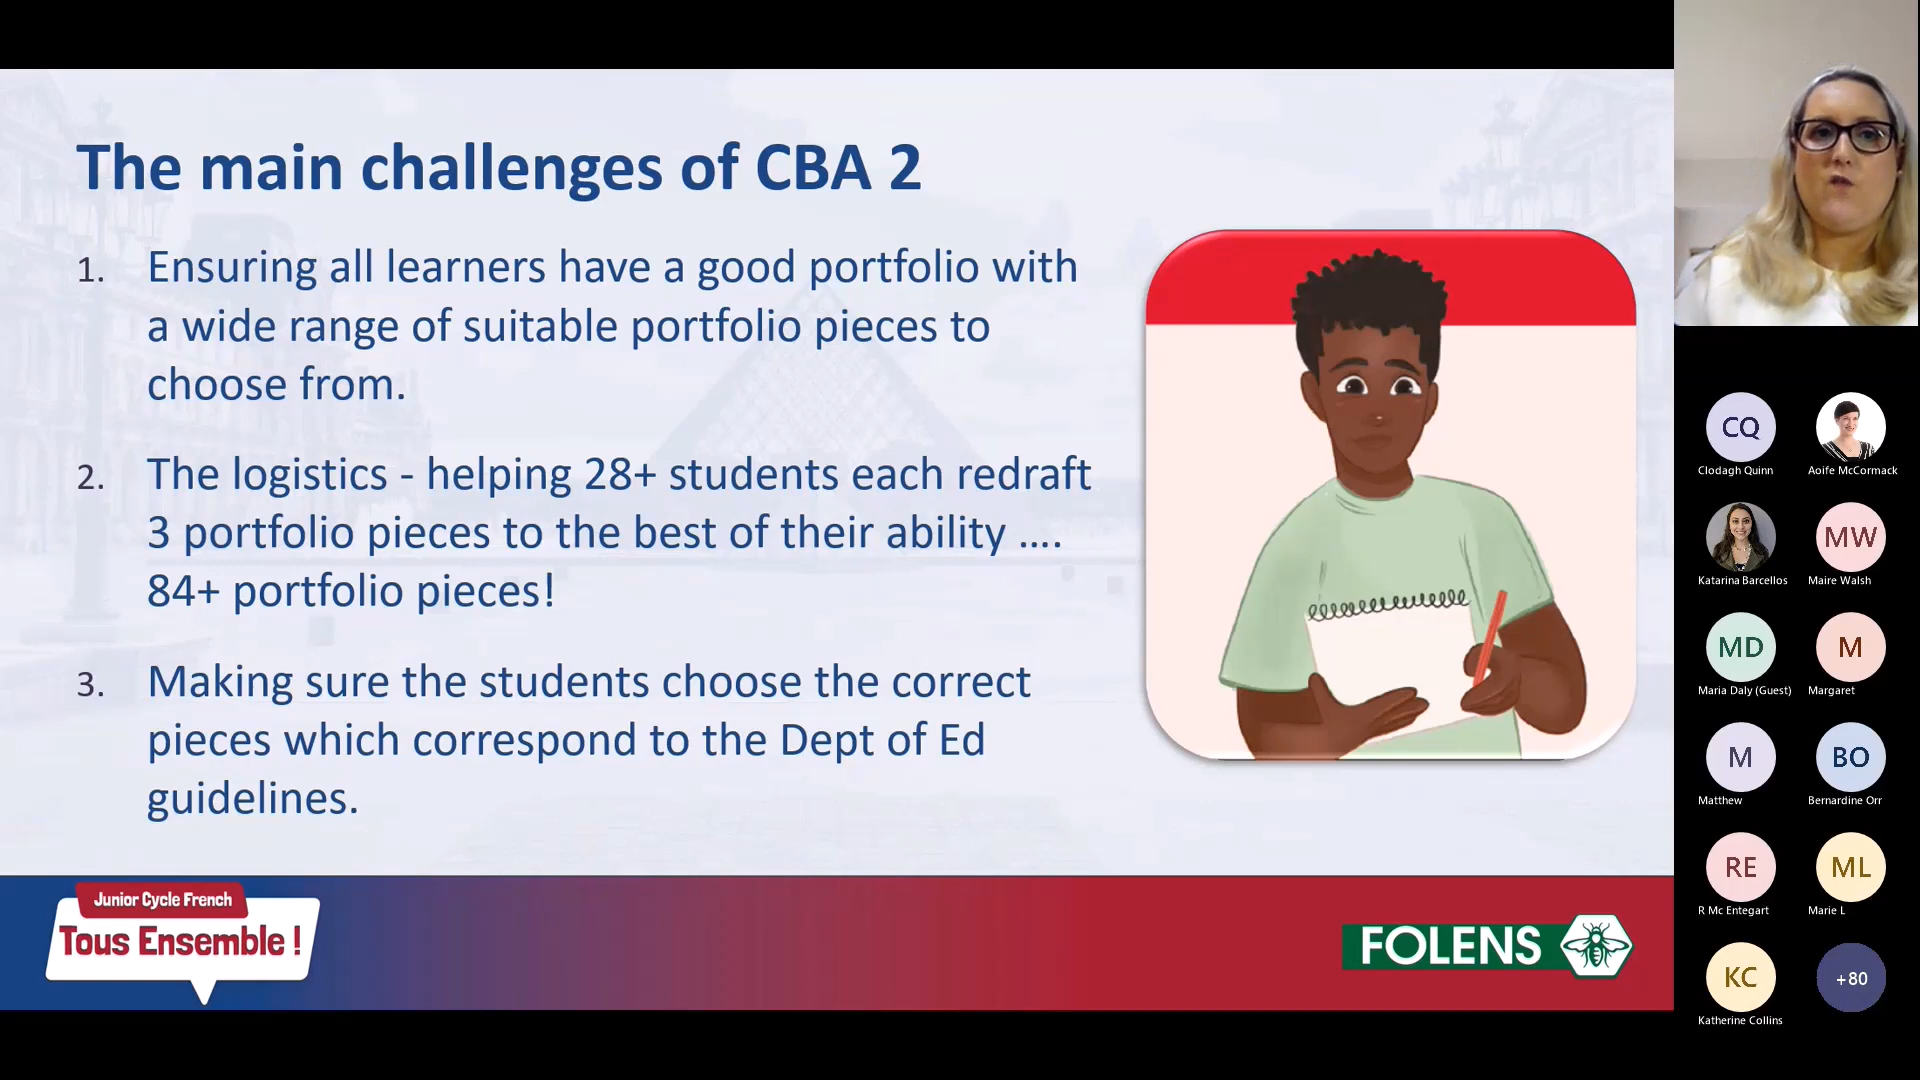 The main challenges of CBA 2
1. Ensuring all learners have a good portfolio with
a wide range of suitable portfolio pieces to
choose from.
2. The logistics - helping 28+ students each redraft
3 portfolio pieces to the best of their ability ....
84+ portfolio pieces!
3. Making sure the students choose the correct
pieces which correspond to the Dept of Ed
guidelines.
Junior Cycle French
Tous Ensemble !
FOLENS
CQ
Clodagh Quinn
Aoife McCormack
Katarina Barcellos
MW
Maire Walsh
MD
Maria Daly (Guest)
M
Margaret
M
Matthew
BO
Bernardine Orr
RE
R Mc Entegart
ML
Marie L
KC
Katherine Collins
+80